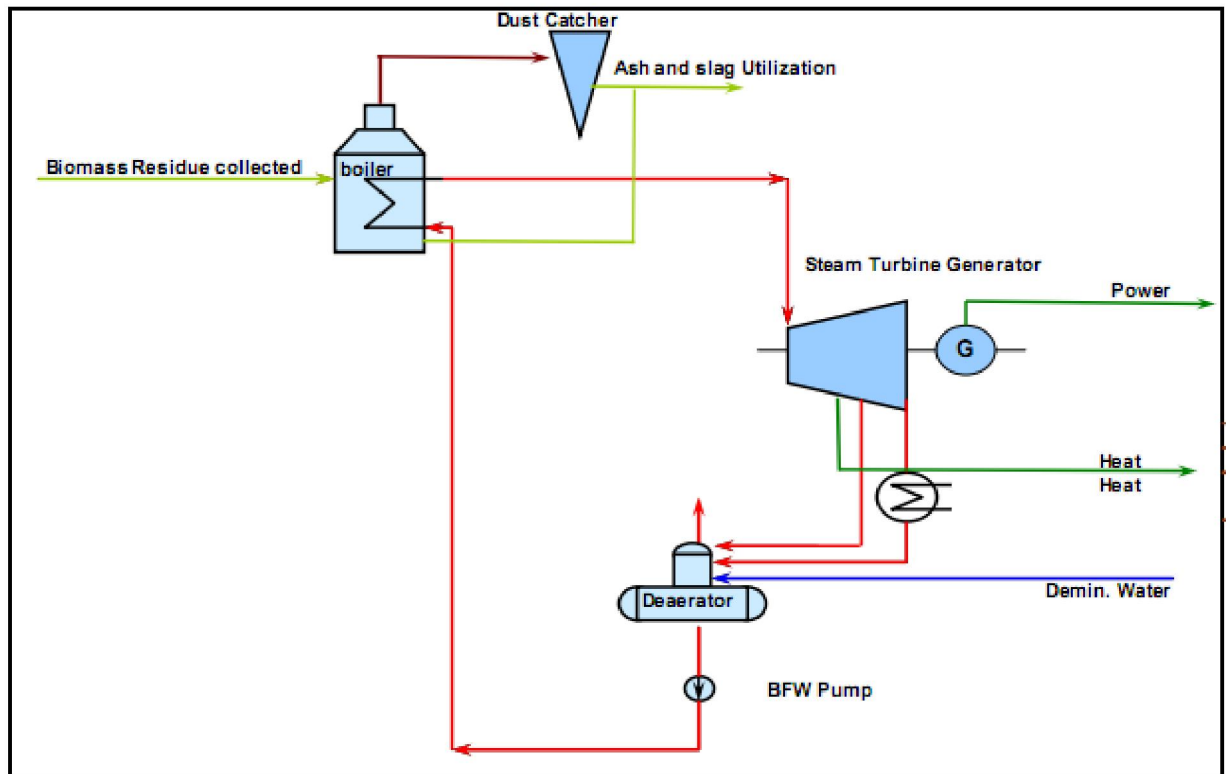 Dust Catcher
Ash and slag Utilization
Biomass Residue collected
boiler
Steam Turbine Generator
Power
G
Heat
Heat
Deaerator
Demin. Water
BFW Pump